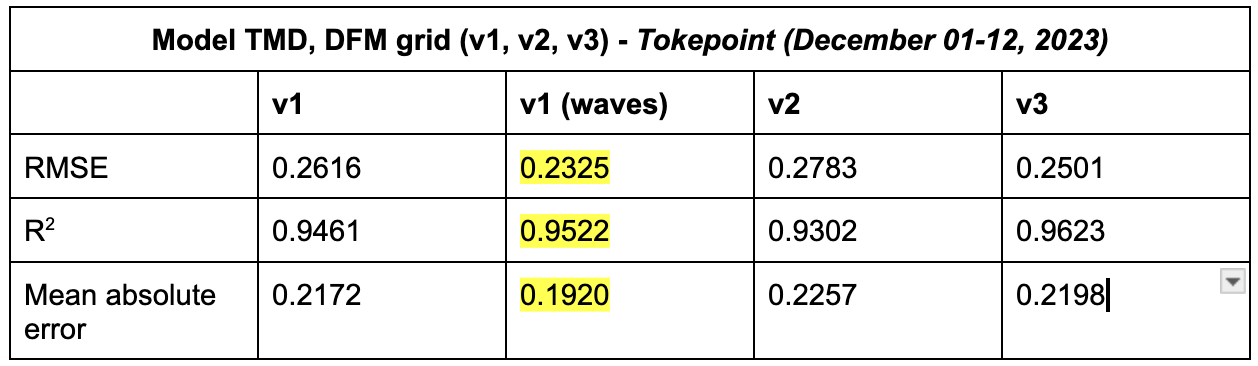 Model TMD, DFM grid (v1, v2, v3) - Tokepoint (December 01-12, 2023)
v1 v1 (waves) v2 v3
RMSE 0.2616 0.2325 0.2783 0.2501
R² 0.9461 0.9522 0.9302 0.9623
Mean absolute 0.2172 0.1920 0.2257 0.2198
error